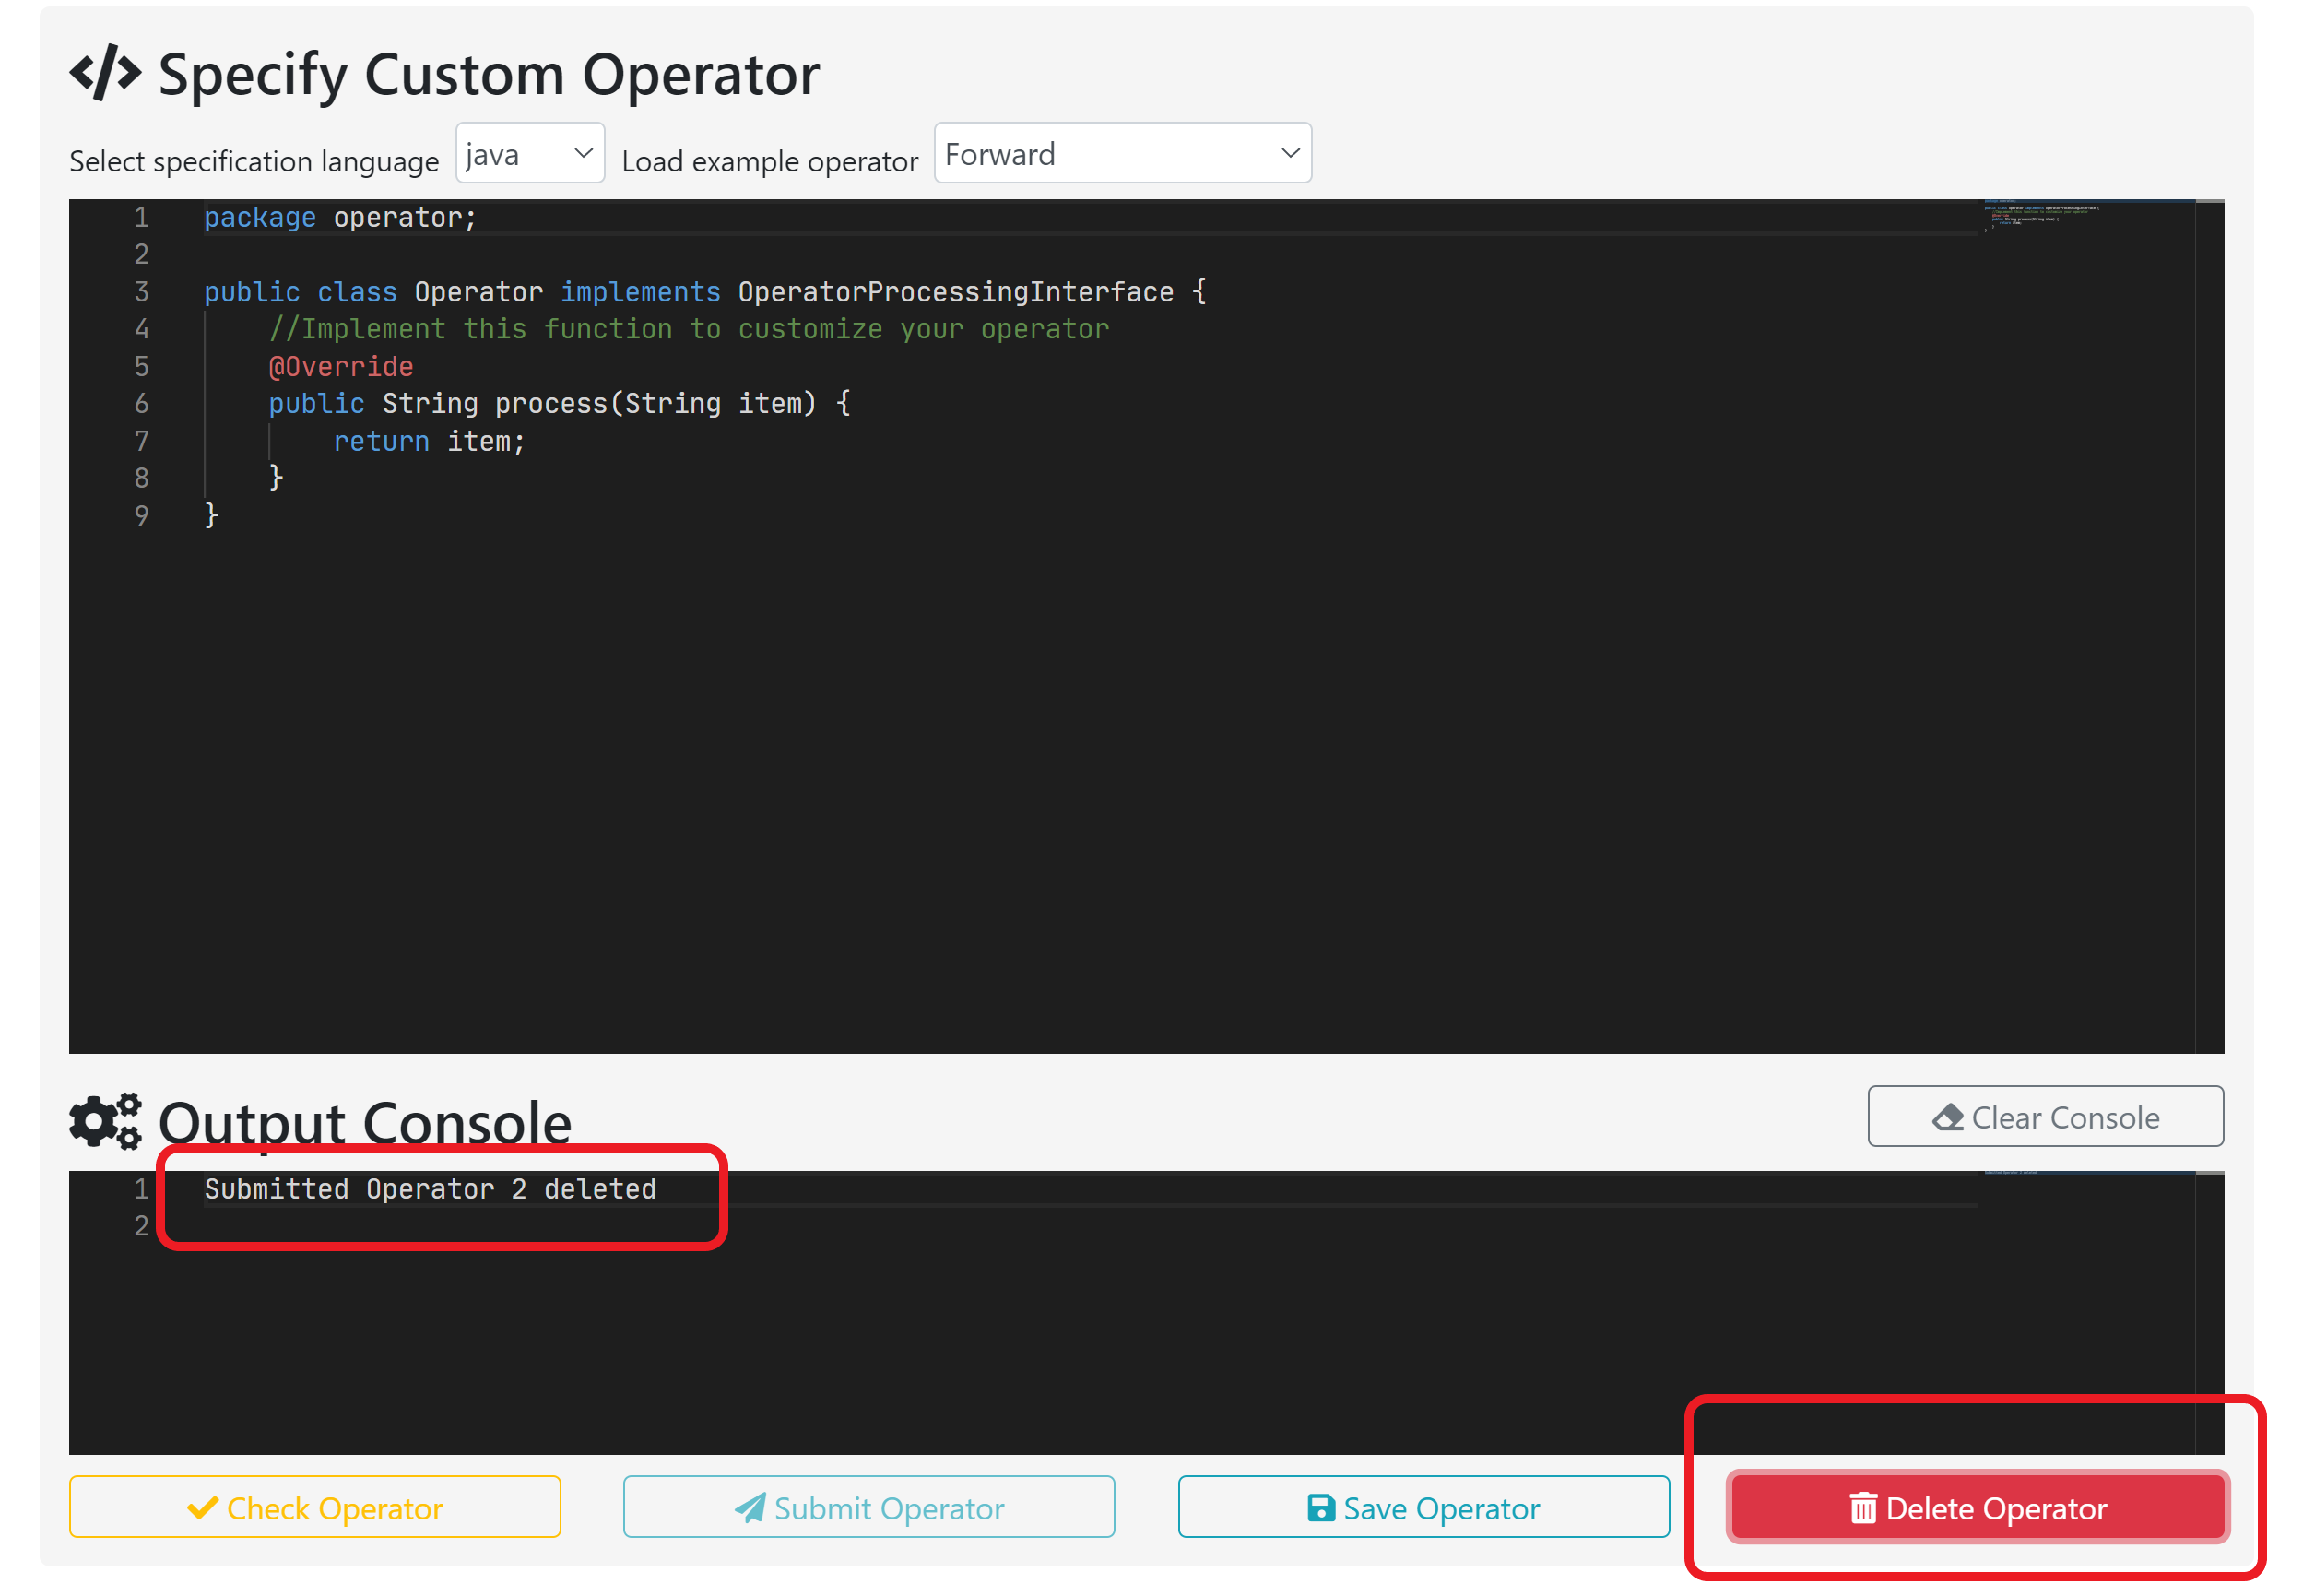 Specify Custom Operator
Select specification language java Load example operator Forward
1 package operator;
2
3 public class Operator implements OperatorProcessingInterface {
4 //Implement this function to customize your operator
5 @Override
6 public String process(String item) {
7 return item;
8 }
9 }
Output Console
Clear Console
1 Submitted Operator 2 deleted
2
Check Operator Submit Operator Save Operator Delete Operator